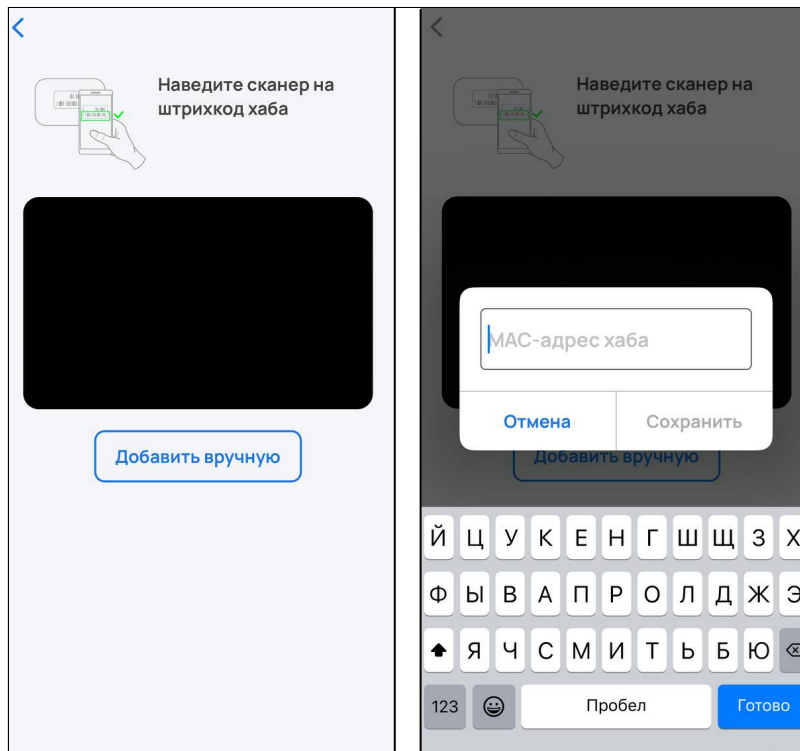 Наведите сканер на
штрихкод хаба
Добавить вручную
Наведите сканер на
штрихкод хаба
MAC-адрес хаба
Отмена
Сохранить
Добавить вручную
Й Ц У К Е Н Г Ш Щ З Х
Ф Ы В А П Р О Л Д Ж Э
Я Ч С М И Т Ь Б Ю
123
Пробел
Готово